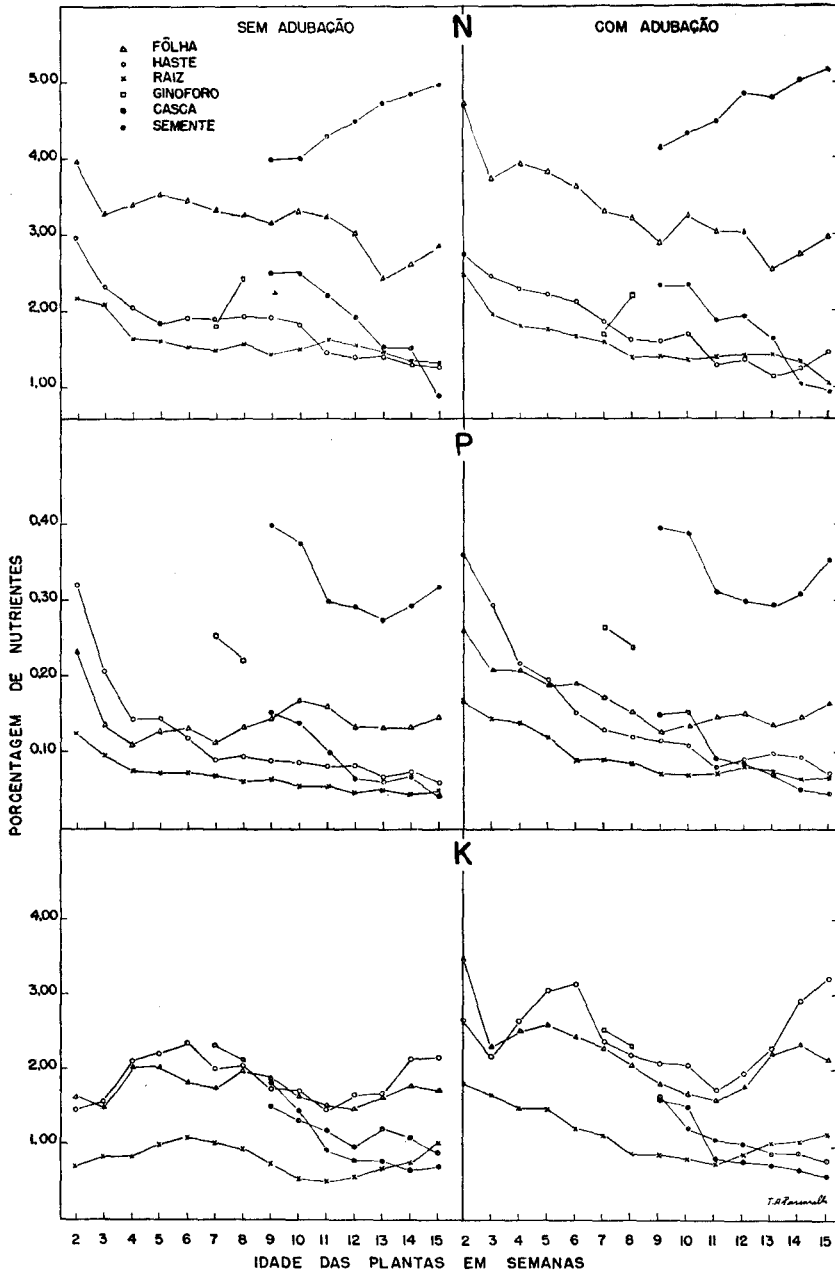 SEM ADUBAÇÃO
N
COM ADUBAÇÃO
FÔLHA
HASTE
RAIZ
GINOFORO
CASCA
SEMENTE
5,00
4,00
3,00
2,00
1,00
P
0,40
0,30
0,20
0,10
K
4,00
3,00
2,00
1,00
PORCENTAGEM DE NUTRIENTES
2 3 4 5 6 7 8 9 10 11 12 13 14 15
2 3 4 5 6 7 8 9 10 11 12 13 14 15
IDADE DAS PLANTAS EM SEMANAS